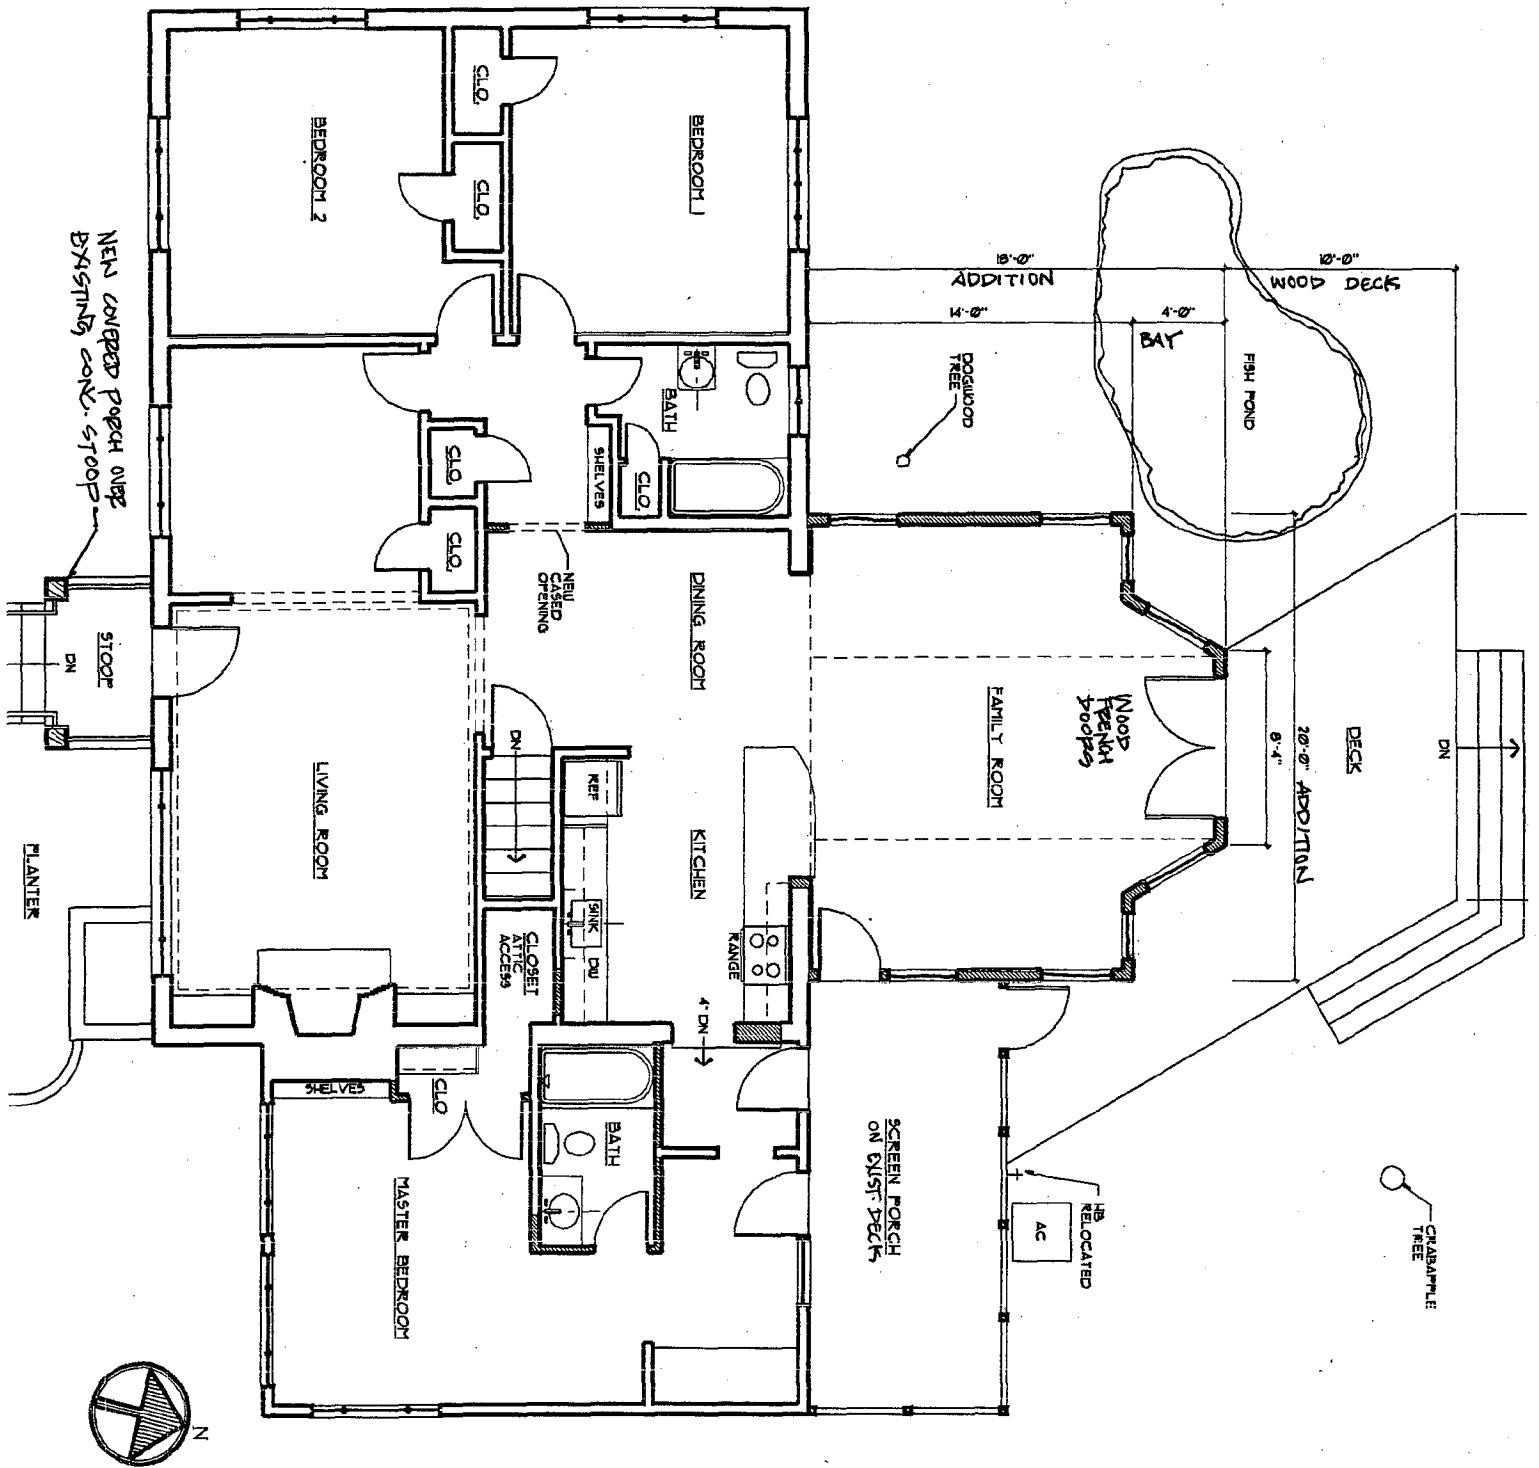 BEDROOM 2
BEDROOM 1
CLO.
CLO.
NEW COVERED PORCH OVER
EXISTING CONC. STOOP
18'-0"
ADDITION
10'-0"
WOOD DECK
14'-0"
4'-0"
BAY
FISH POND
DOGWOOD
TREE
BATH
CLO.
SHELVES
CLO.
CLO.
NEW
CASED
OPENING
DINING ROOM
FAMILY ROOM
WOOD
FRENCH
DOORS
8'-4"
20'-0" ADDITION
DECK
DN
STOOP
DN
LIVING ROOM
PLANTER
DN
REF
KITCHEN
SINK
DW
RANGE
CLOSET
ATTIC
ACCESS
4" DN
SHELVES
CLO
BATH
MASTER BEDROOM
SCREEN PORCH
ON EXIST. DECK
HB
RELOCATED
AC
CRABAPPLE
TREE
N